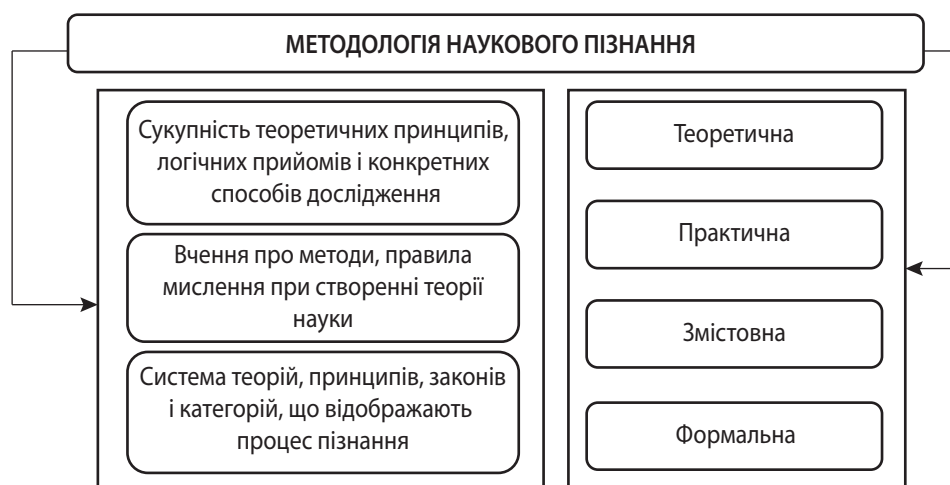 МЕТОДОЛОГІЯ НАУКОВОГО ПІЗНАННЯ
Сукупність теоретичних принципів,
логічних прийомів і конкретних
способів дослідження
Вчення про методи, правила
мислення при створенні теорії
науки
Система теорій, принципів, законів
і категорій, що відображають
процес пізнання
Теоретична
Практична
Змістовна
Формальна